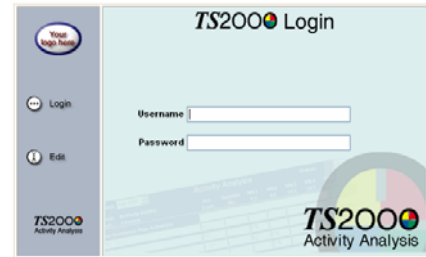 Your
logo here
TS2000 Login
Login
Username
Password
Edit
TS2000
Activity Analysis
TS2000
Activity Analysis